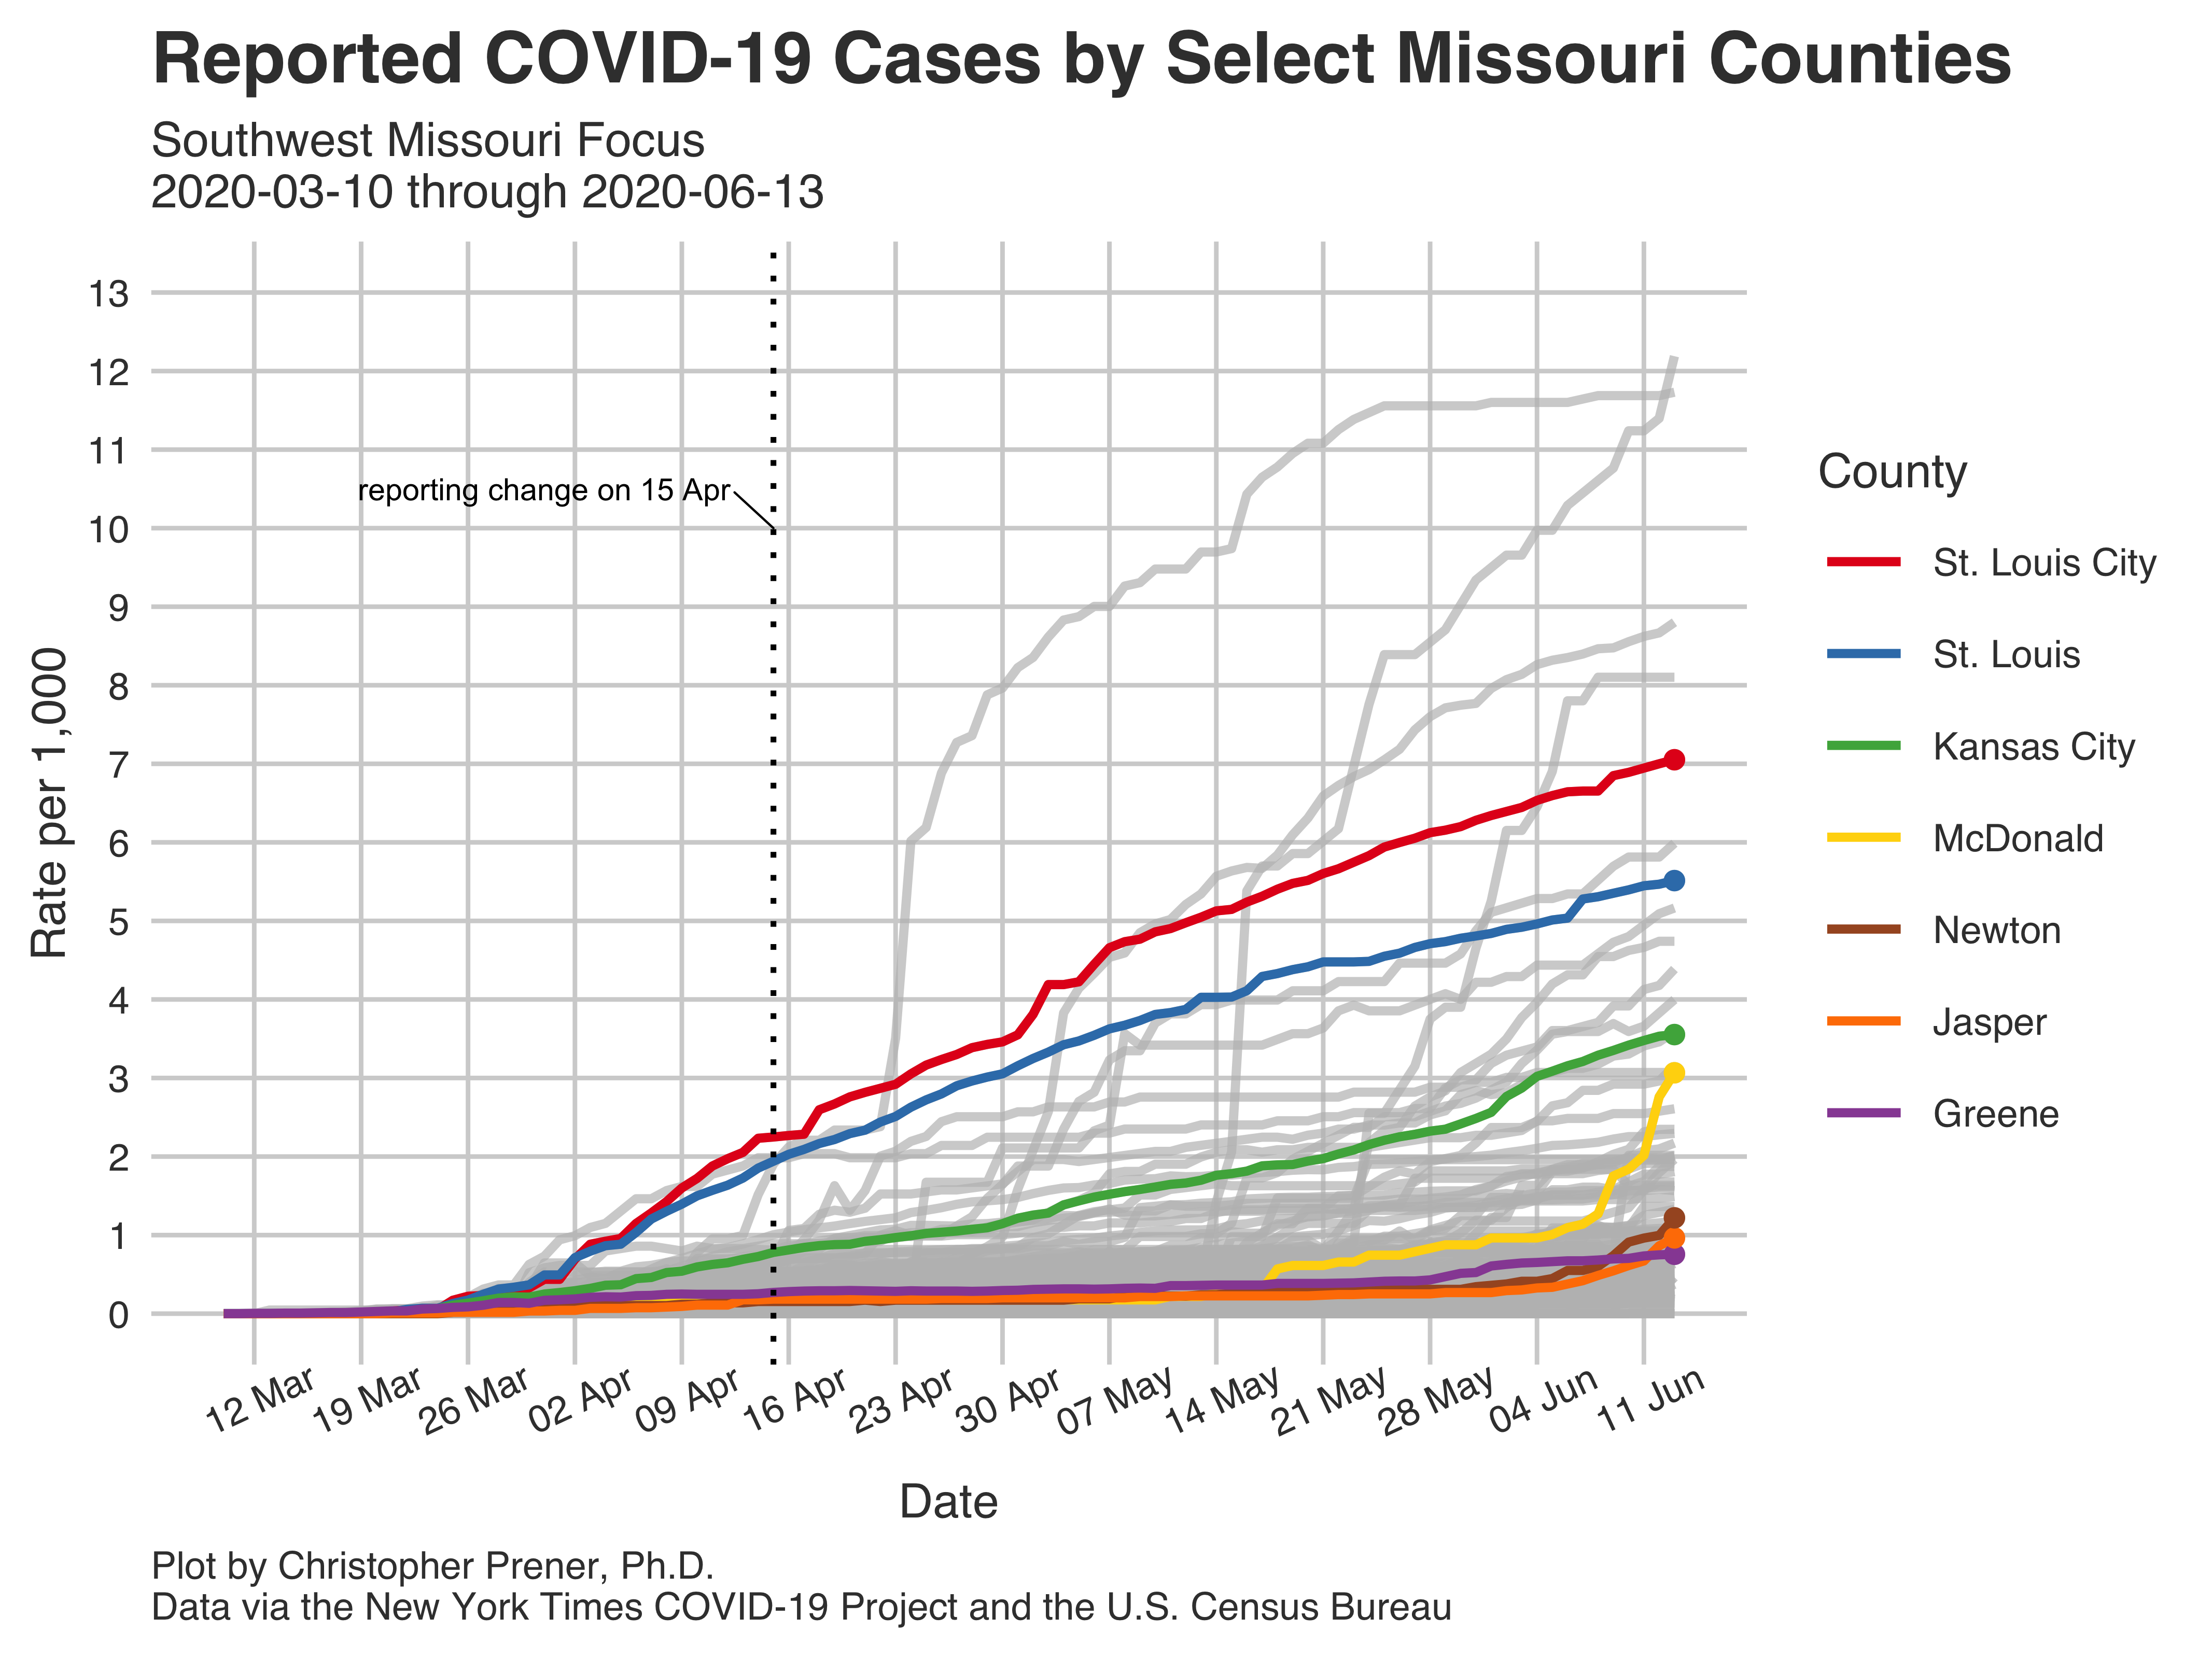 Reported COVID-19 Cases by Select Missouri Counties
Southwest Missouri Focus
2020-03-10 through 2020-06-13
13
12
11
10
9
8
7
6
5
4
3
2
1
0
Rate per 1,000
reporting change on 15 Apr
12 Mar
19 Mar
26 Mar
02 Apr
09 Apr
16 Apr
23 Apr
30 Apr
07 May
14 May
21 May
28 May
04 Jun
11 Jun
Date
County
St. Louis City
St. Louis
Kansas City
McDonald
Newton
Jasper
Greene
Plot by Christopher Prener, Ph.D.
Data via the New York Times COVID-19 Project and the U.S. Census Bureau